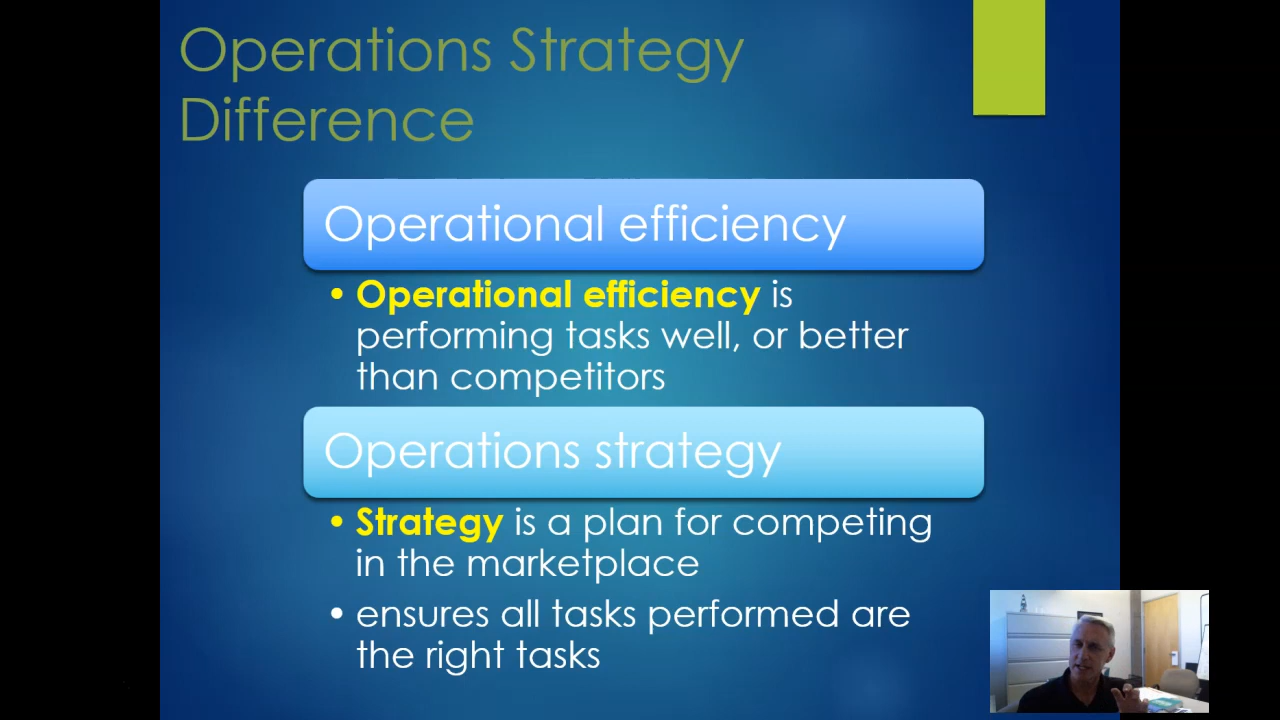 Operations Strategy
Difference
Operational efficiency
• Operational efficiency is
performing tasks well, or better
than competitors
Operations strategy
• Strategy is a plan for competing
in the marketplace
• ensures all tasks performed are
the right tasks